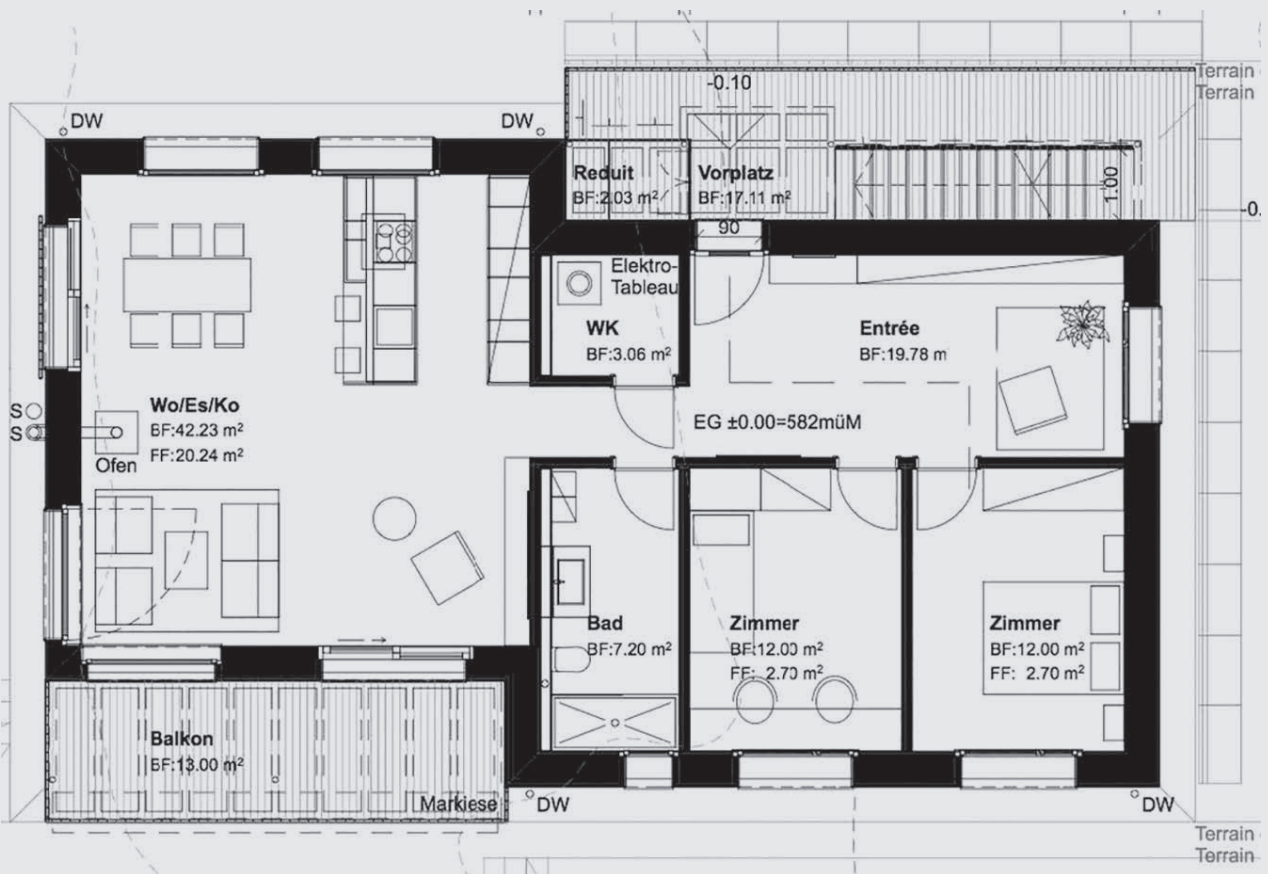 -0.10
Terrain
Terrain
DW
DW
Reduit
BF:2.03 m²
Vorplatz
BF:17.11 m²
1.00
-0.
90
Elektro-
Tableau
WK
BF:3.06 m²
Entrée
BF:19.78 m
S
S
Wo/Es/Ko
BF:42.23 m²
FF:20.24 m²
Ofen
EG ±0.00=582müM
Bad
BF:7.20 m²
Zimmer
BF:12.00 m²
FF: 2.70 m²
Zimmer
BF:12.00 m²
FF: 2.70 m²
Balkon
BF:13.00 m²
Markiese
DW
DW
Terrain
Terrain